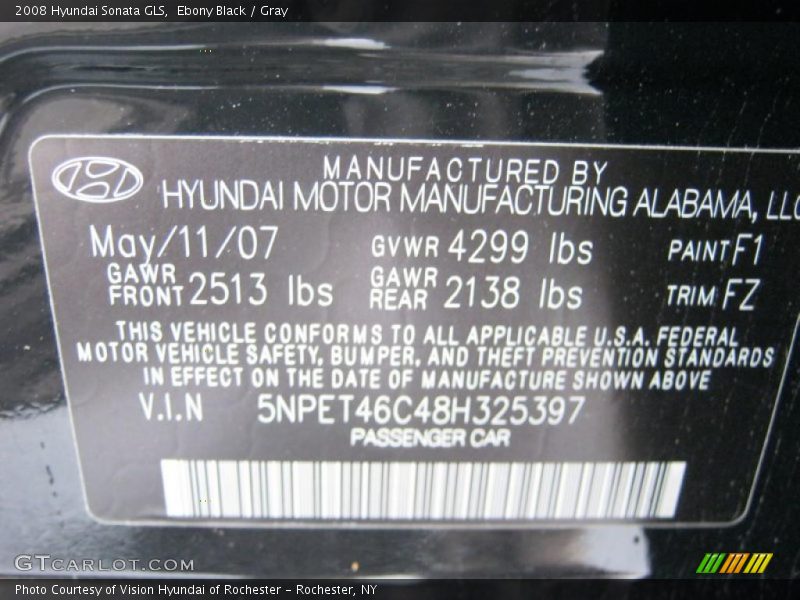 2008 Hyundai Sonata GLS, Ebony Black / Gray
MANUFACTURED BY
HYUNDAI MOTOR MANUFACTURING ALABAMA, LLC
May/11/07 GVWR 4299 lbs PAINT F1
GAWR FRONT 2513 lbs GAWR REAR 2138 lbs TRIM FZ
THIS VEHICLE CONFORMS TO ALL APPLICABLE U.S.A. FEDERAL
MOTOR VEHICLE SAFETY, BUMPER, AND THEFT PREVENTION STANDARDS
IN EFFECT ON THE DATE OF MANUFACTURE SHOWN ABOVE
V.I.N 5NPET46C48H325397
PASSENGER CAR
GTCARLOT.COM
Photo Courtesy of Vision Hyundai of Rochester - Rochester, NY